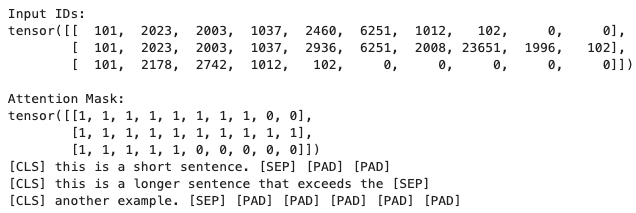 Input IDs:
tensor([[ 101, 2023, 2003, 1037, 2460, 6251, 1012, 102, 0, 0],
[ 101, 2023, 2003, 1037, 2936, 6251, 2008, 23651, 1996, 102],
[ 101, 2178, 2742, 1012, 102, 0, 0, 0, 0, 0]])
Attention Mask:
tensor([[1, 1, 1, 1, 1, 1, 1, 1, 0, 0],
[1, 1, 1, 1, 1, 1, 1, 1, 1, 1],
[1, 1, 1, 1, 1, 0, 0, 0, 0, 0]])
[CLS] this is a short sentence. [SEP] [PAD] [PAD]
[CLS] this is a longer sentence that exceeds the [SEP]
[CLS] another example. [SEP] [PAD] [PAD] [PAD] [PAD] [PAD]